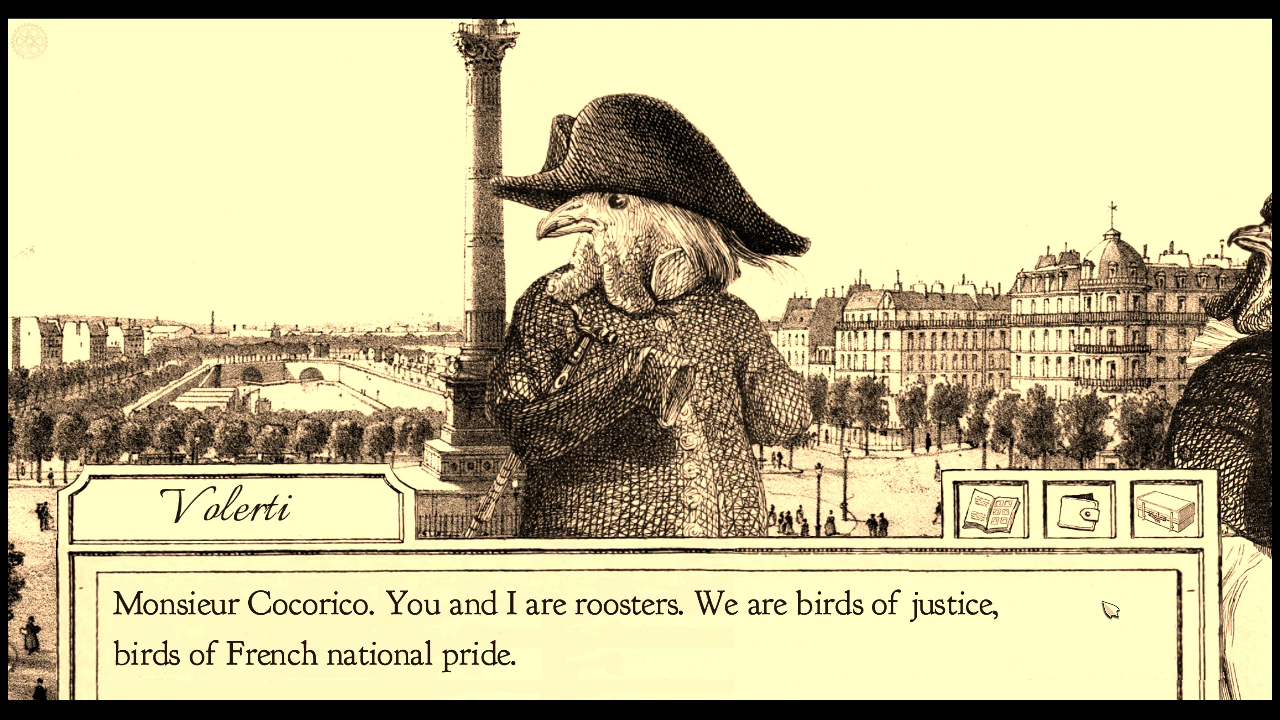 Volerti
Monsieur Cocorico. You and I are roosters. We are birds of justice,
birds of French national pride.